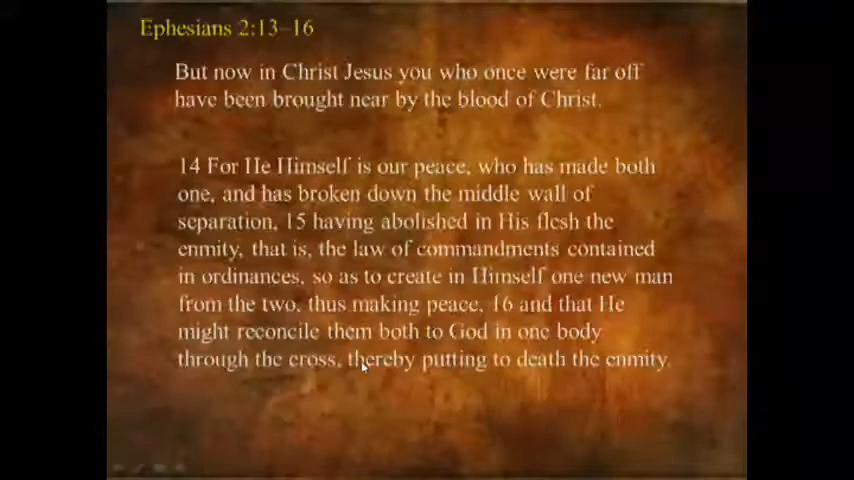 Ephesians 2:13–16
But now in Christ Jesus you who once were far off
have been brought near by the blood of Christ.
14 For He Himself is our peace, who has made both
one, and has broken down the middle wall of
separation, 15 having abolished in His flesh the
enmity, that is, the law of commandments contained
in ordinances, so as to create in Himself one new man
from the two, thus making peace, 16 and that He
might reconcile them both to God in one body
through the cross, thereby putting to death the enmity.